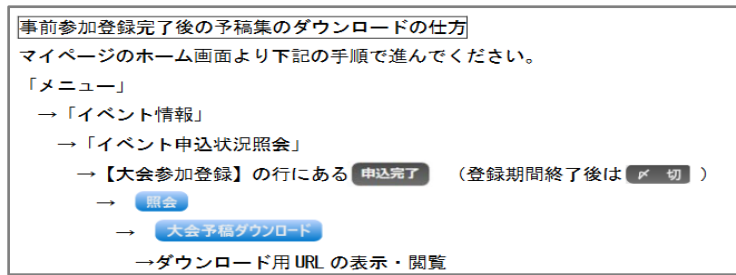 事前参加登録完了後の予稿集のダウンロードの仕方
マイページのホーム画面より下記の手順で進んでください。
「メニュー」
→「イベント情報」
→「イベント申込状況照会」
→【大会参加登録】の行にある 申込完了 （登録期間終了後は 〆 切 ）
→ 照会
→ 大会予稿ダウンロード
→ダウンロード用 URL の表示・閲覧